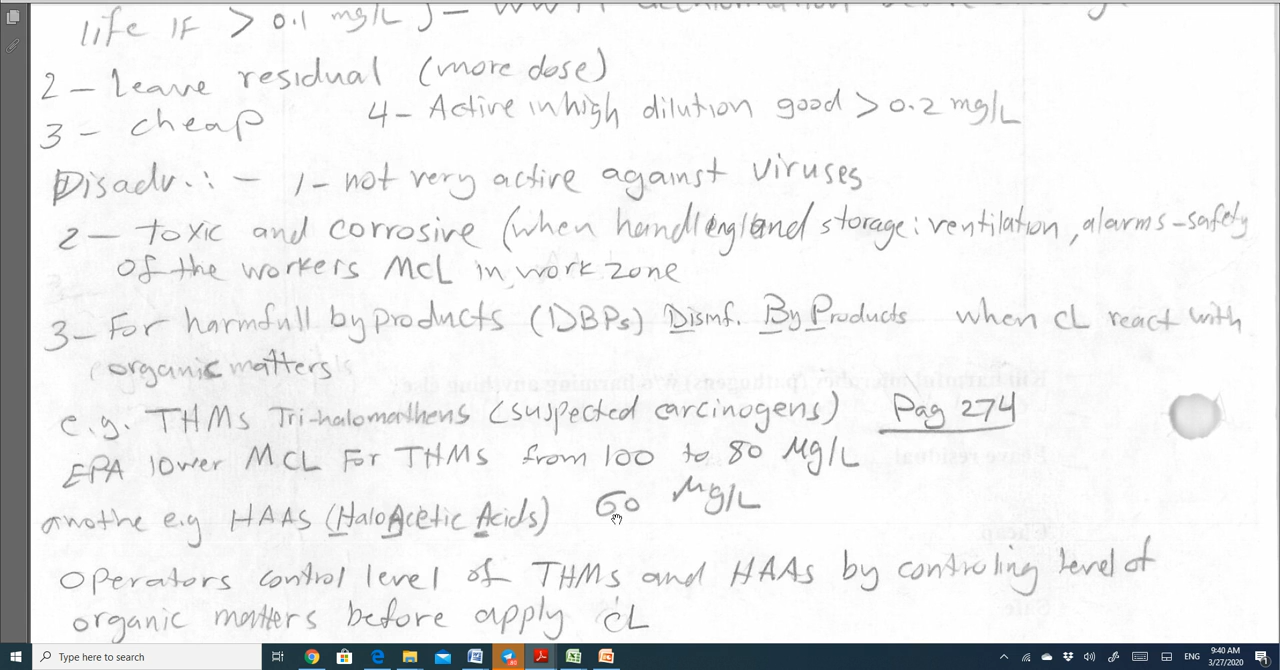 life IF > 0.1 mg/L
2 - Leave residual (more dose)
3 - cheap 4 - Active in high dilution good > 0.2 mg/L
Disadv.: - 1 - not very active against viruses
2 - toxic and corrosive (when handleng and storage: ventilation, alarms - safety
of the workers MCL in work zone
3 - For harmfull by products (DBPs) Disinf. By Products when CL react with
organic matters
e.g. THMs Tri-halomathens (suspected carcinogens) Pag 274
EPA lower MCL For THMs from 100 to 80 Mg/L
anothe e.g HAAs (HaloAcetic Acids) 60 Mg/L
Operators control level of THMs and HAAs by controling level of
organic matters before apply CL
Type here to search
ENG
9:40 AM
3/27/2020